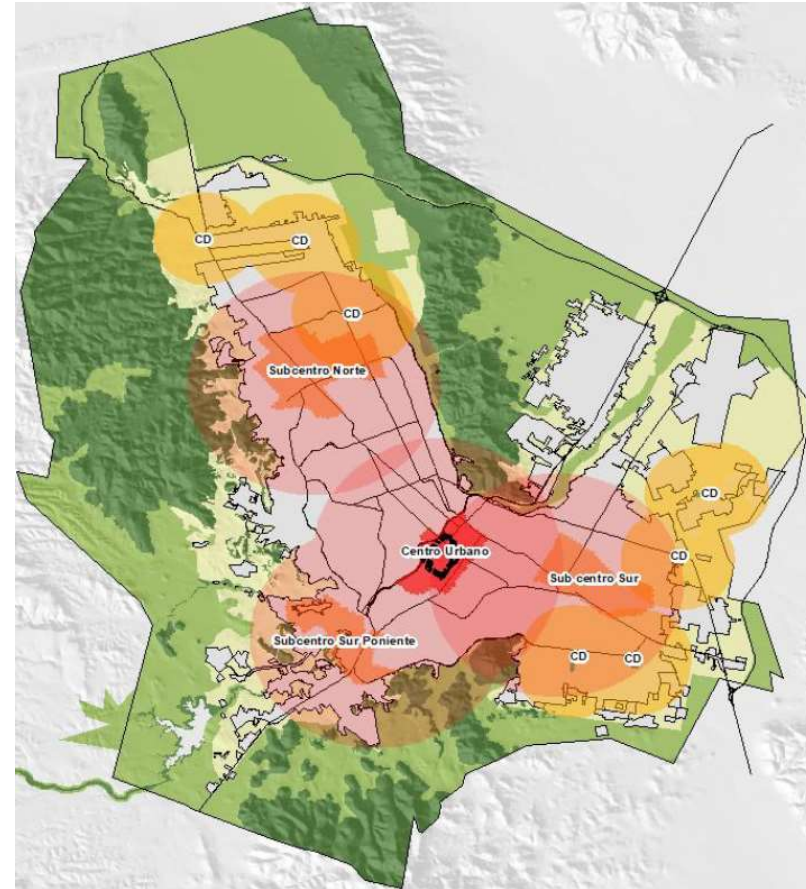 CD
CD
CD
Subcentro Norte
CD
Centro Urbano
CD
Sub centro Sur
Subcentro Sur Poniente
CD
CD